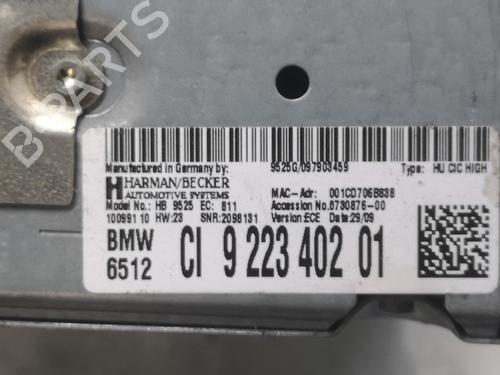 B PARTS
Manufactured in Germany by: 9525G/097903459 Type: HU CIC HIGH
HARMAN/BECKER
AUTOMOTIVE SYSTEMS
MAC-Adr: 001CD706B838
Model No.: HB 9525 EC: 811 Accession No.6730876-00
10099110 HW:23 SNR:2098131 Version:ECE Date:29/09
BMW
6512
CI 9 223 402 01